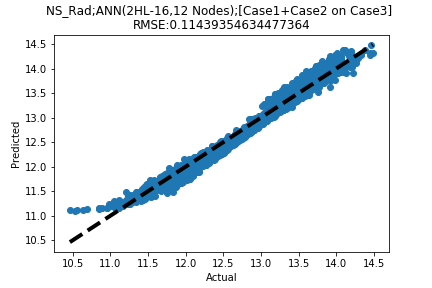 NS_Rad;ANN(2HL-16,12 Nodes);[Case1+Case2 on Case3]
RMSE:0.11439354634477364
14.5
14.0
13.5
13.0
12.5
12.0
11.5
11.0
10.5
Predicted
10.5 11.0 11.5 12.0 12.5 13.0 13.5 14.0 14.5
Actual